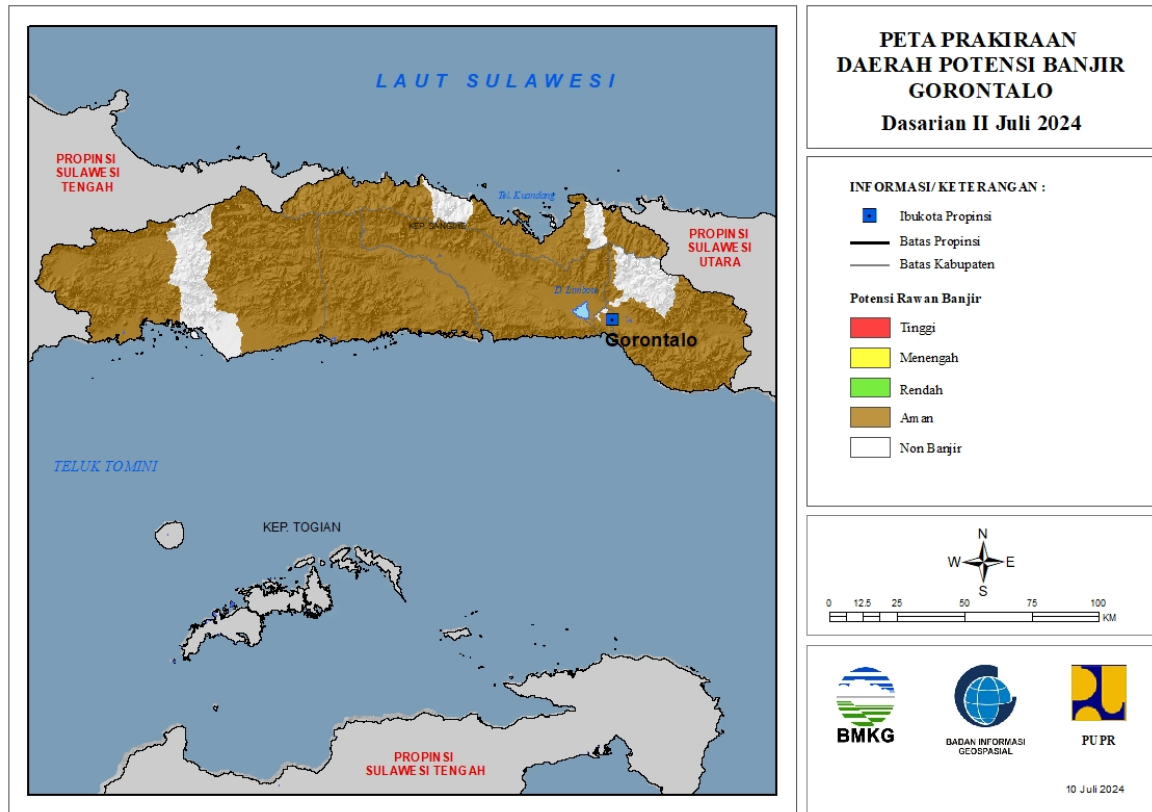 LAUT SULAWESI
PROPINSI
SULAWESI
TENGAH
Tel. Kuandang
KEP. SANGIHE
PROPINSI
SULAWESI
UTARA
D. Limboto
Gorontalo
TELUK TOMINI
KEP. TOGIAN
PROPINSI
SULAWESI TENGAH
PETA PRAKIRAAN
DAERAH POTENSI BANJIR
GORONTALO
Dasarian II Juli 2024
INFORMASI/ KETERANGAN :
Ibukota Propinsi
Batas Propinsi
Batas Kabupaten
Potensi Rawan Banjir
Tinggi
Menengah
Rendah
Aman
Non Banjir
N
W E
S
0 12.5 25 50 75 100
KM
BMKG
BADAN INFORMASI
GEOSPASIAL
PUPR
10 Juli 2024